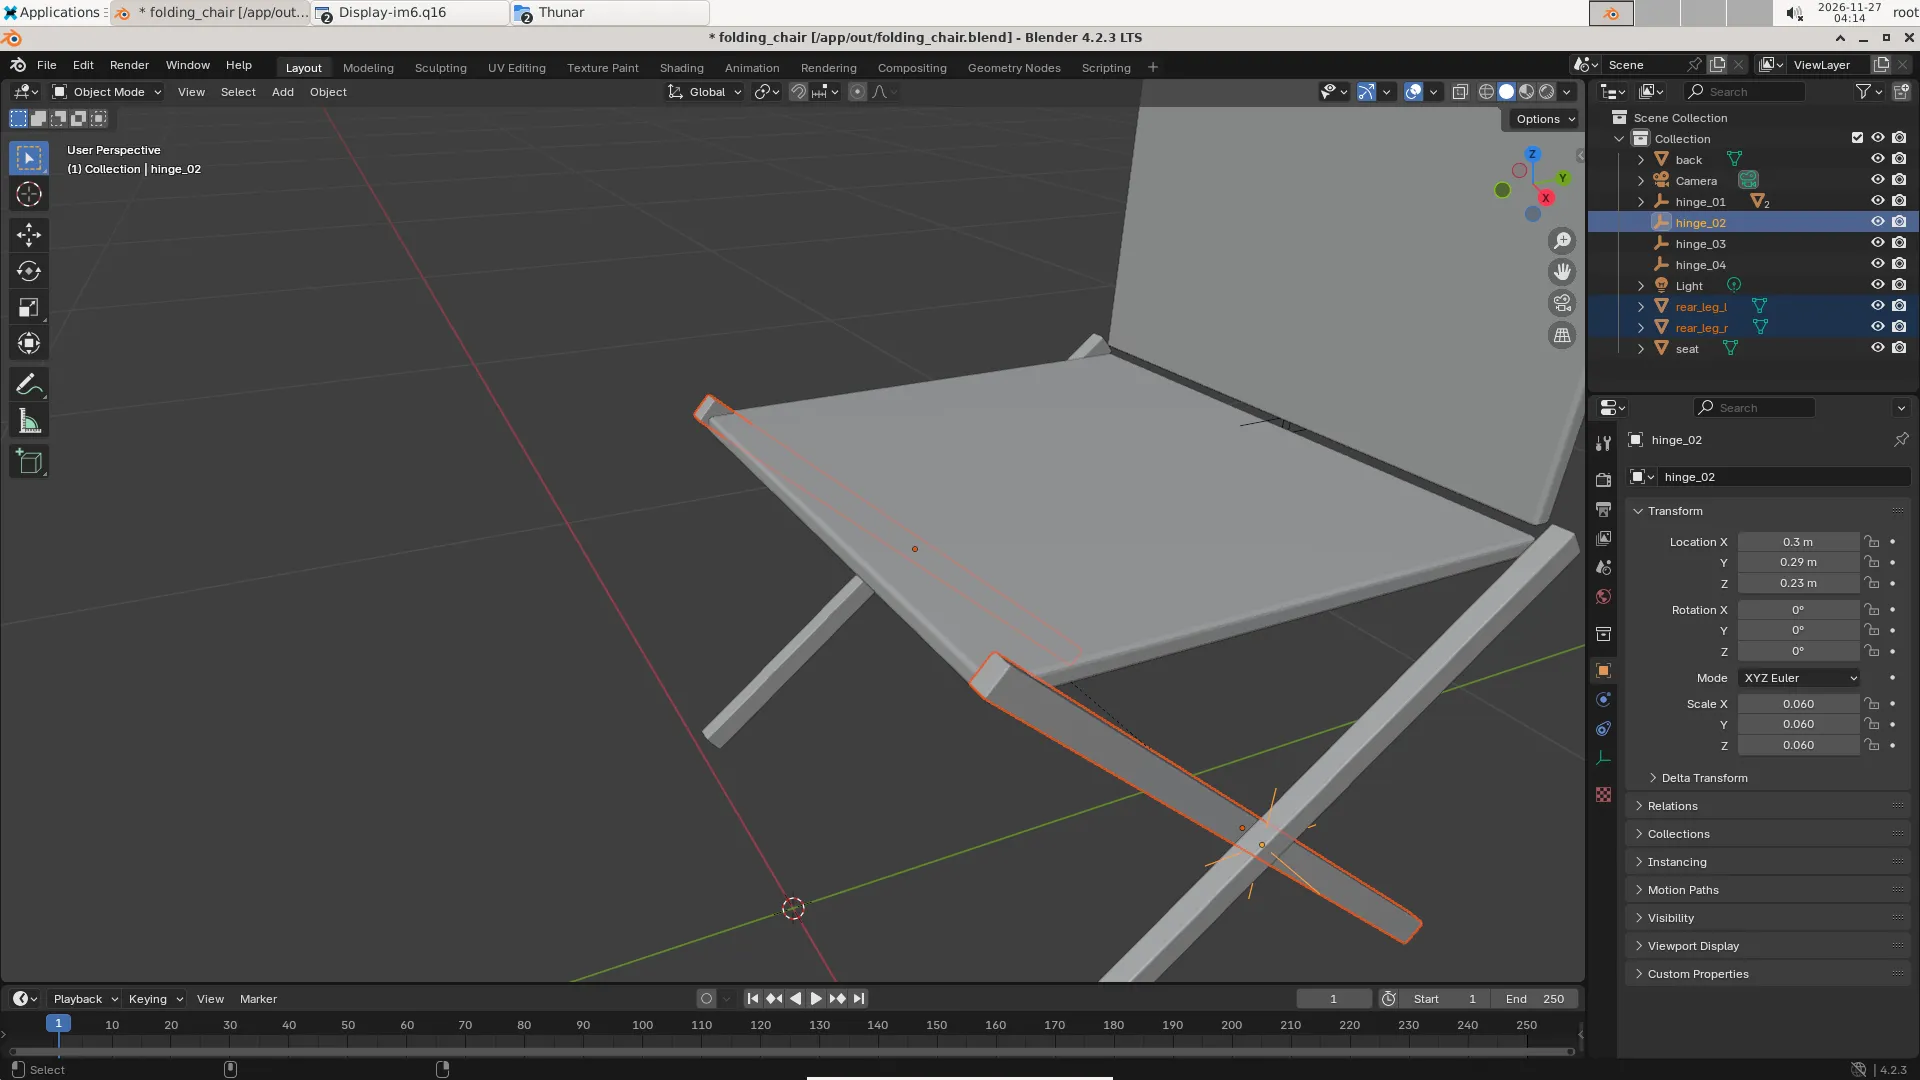 Applications
* folding_chair [/app/out...
2 Display-im6.q16
2 Thunar
2026-11-27
04:14
root
* folding_chair [/app/out/folding_chair.blend] - Blender 4.2.3 LTS
File Edit Render Window Help
Layout Modeling Sculpting UV Editing Texture Paint Shading Animation Rendering Compositing Geometry Nodes Scripting
Scene ViewLayer
Object Mode View Select Add Object Global
Search
Options
User Perspective
(1) Collection | hinge_02
Z
Y
X
Scene Collection
Collection
back
Camera
hinge_01 2
hinge_02
hinge_03
hinge_04
Light
rear_leg_l
rear_leg_r
seat
Search
hinge_02
hinge_02
Transform
Location X 0.3 m
Y 0.29 m
Z 0.23 m
Rotation X 0°
Y 0°
Z 0°
Mode XYZ Euler
Scale X 0.060
Y 0.060
Z 0.060
Delta Transform
Relations
Collections
Instancing
Motion Paths
Visibility
Viewport Display
Custom Properties
Playback Keying View Marker
1 Start 1 End 250
1 10 20 30 40 50 60 70 80 90 100 110 120 130 140 150 160 170 180 190 200 210 220 230 240 250
Select
4.2.3